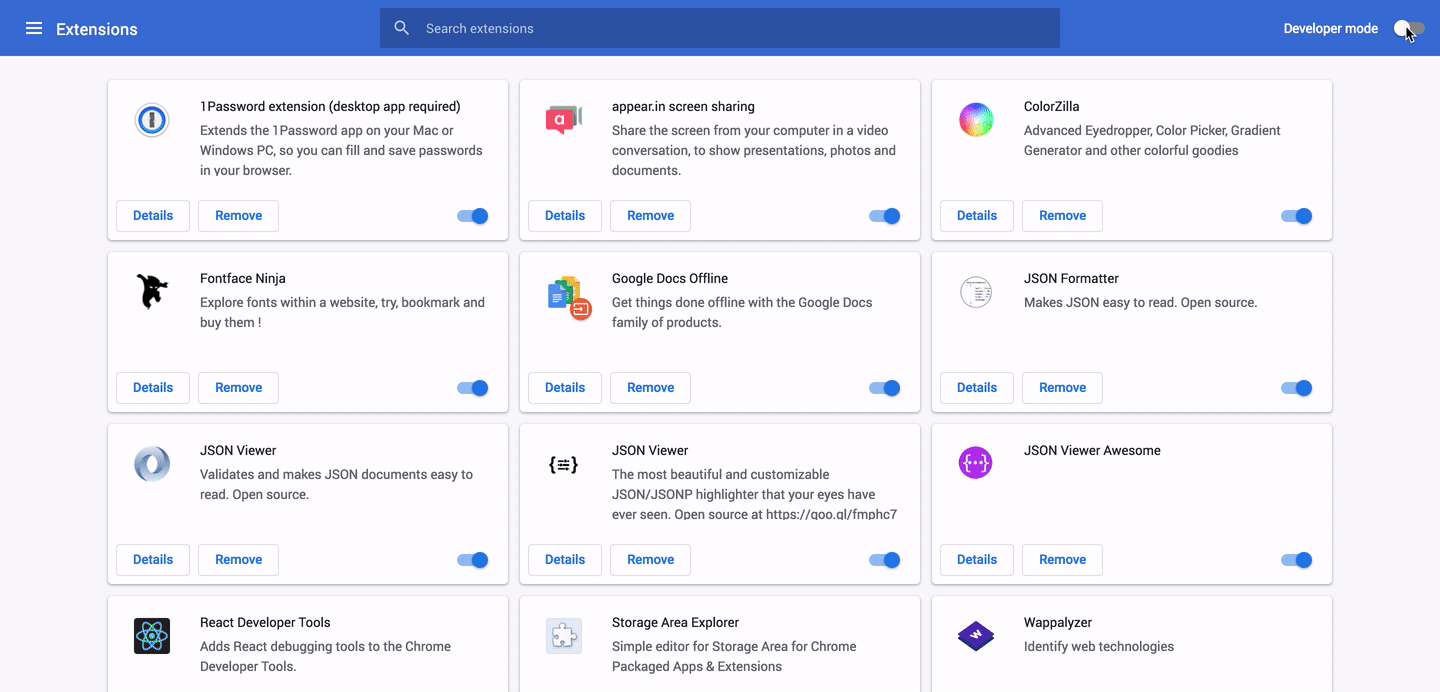 Extensions
Search extensions
Developer mode
1Password extension (desktop app required)
Extends the 1Password app on your Mac or
Windows PC, so you can fill and save passwords
in your browser.
Details
Remove
appear.in screen sharing
Share the screen from your computer in a video
conversation, to show presentations, photos and
documents.
Details
Remove
ColorZilla
Advanced Eyedropper, Color Picker, Gradient
Generator and other colorful goodies
Details
Remove
Fontface Ninja
Explore fonts within a website, try, bookmark and
buy them !
Details
Remove
Google Docs Offline
Get things done offline with the Google Docs
family of products.
Details
Remove
JSON Formatter
Makes JSON easy to read. Open source.
Details
Remove
JSON Viewer
Validates and makes JSON documents easy to
read. Open source.
Details
Remove
JSON Viewer
The most beautiful and customizable
JSON/JSONP highlighter that your eyes have
ever seen. Open source at https://goo.gl/fmphc7
Details
Remove
JSON Viewer Awesome
Details
Remove
React Developer Tools
Adds React debugging tools to the Chrome
Developer Tools.
Storage Area Explorer
Simple editor for Storage Area for Chrome
Packaged Apps & Extensions
Wappalyzer
Identify web technologies